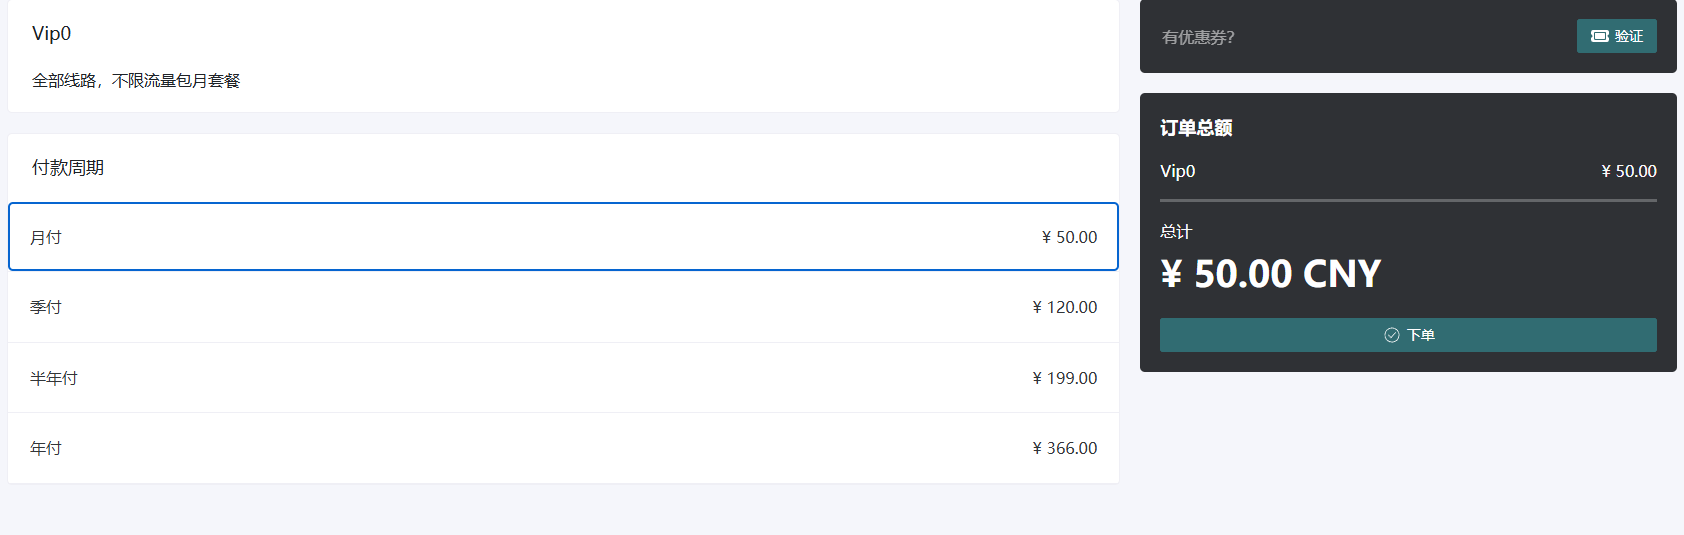 Vip0
全部线路，不限流量包月套餐
付款周期
月付 ¥ 50.00
季付 ¥ 120.00
半年付 ¥ 199.00
年付 ¥ 366.00
有优惠券？
验证
订单总额
Vip0 ¥ 50.00
总计
¥ 50.00 CNY
下单